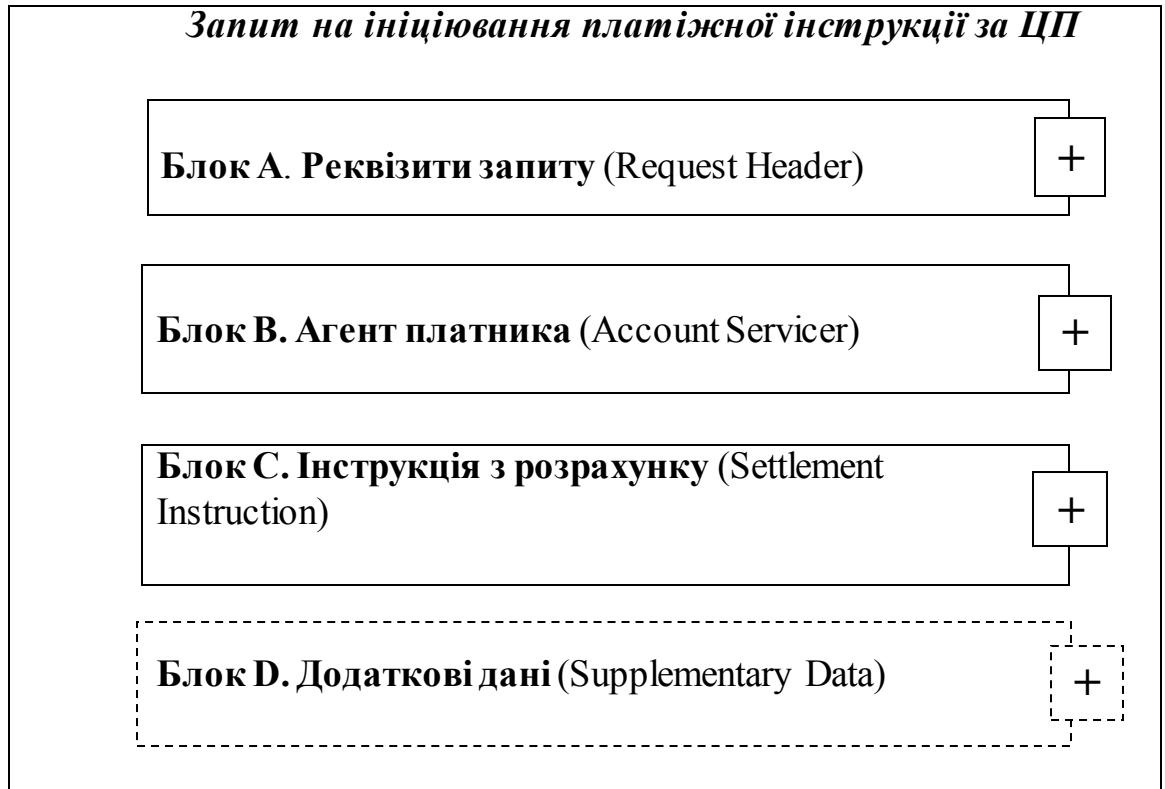 Запит на ініціювання платіжної інструкції за ЦП
Блок A. Реквізити запиту (Request Header)
+
Блок B. Агент платника (Account Servicer)
+
Блок C. Інструкція з розрахунку (Settlement
Instruction)
+
Блок D. Додаткові дані (Supplementary Data)
+